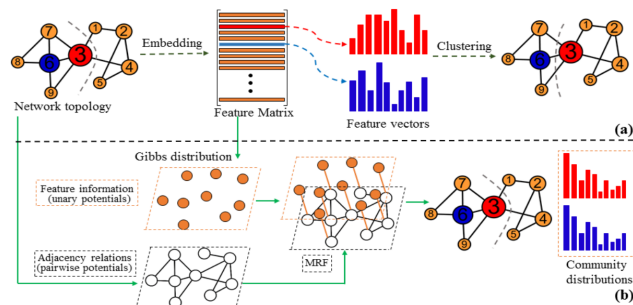 7
1
2
3
8
6
4
5
9
Network topology
Embedding
Feature Matrix
Feature vectors
Clustering
7
1
2
3
8
6
4
5
9
(a)
Gibbs distribution
Feature information
(unary potentials)
Adjacency relations
(pairwise potentials)
MRF
7
1
2
3
8
6
4
5
9
Community
distributions
(b)